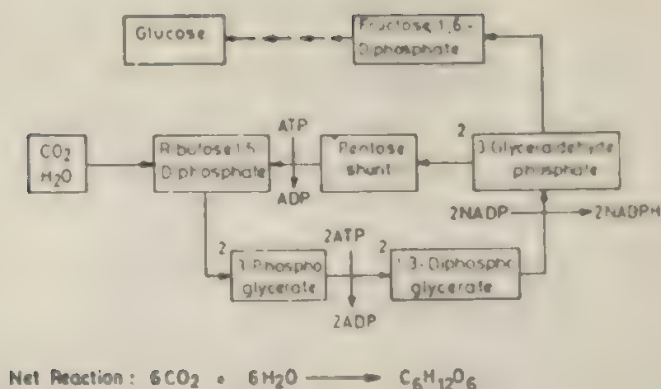 Glucose
Fructose 1,6-
Diphosphate
CO2
H2O
Ribulose 1,5
Diphosphate
ATP
ADP
Pentose
shunt
2
3 Glyceraldehyde
phosphate
2NADP
2NADPH
2
3 Phospho
glycerate
2ATP
2ADP
2
1,3-Diphospho
glycerate
Net Reaction: 6CO2 + 6H2O → C6H12O6